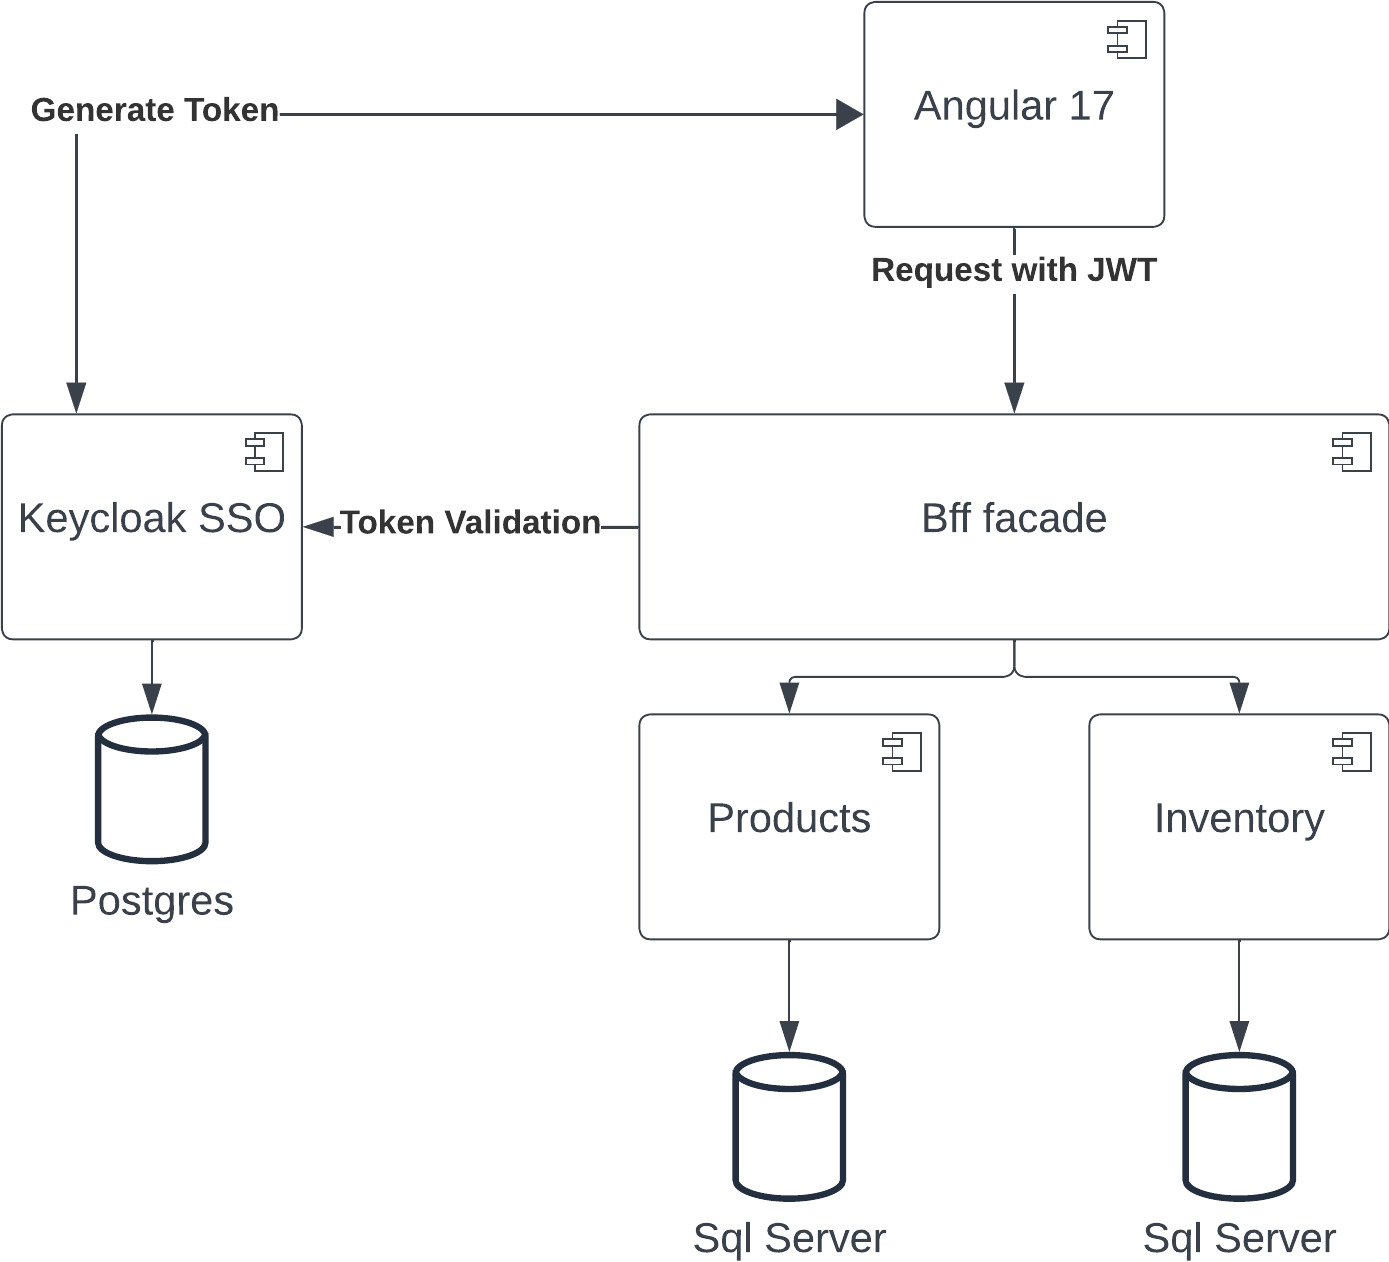 Generate Token
Angular 17
Request with JWT
Keycloak SSO
Token Validation
Bff facade
Products
Inventory
Postgres
Sql Server
Sql Server